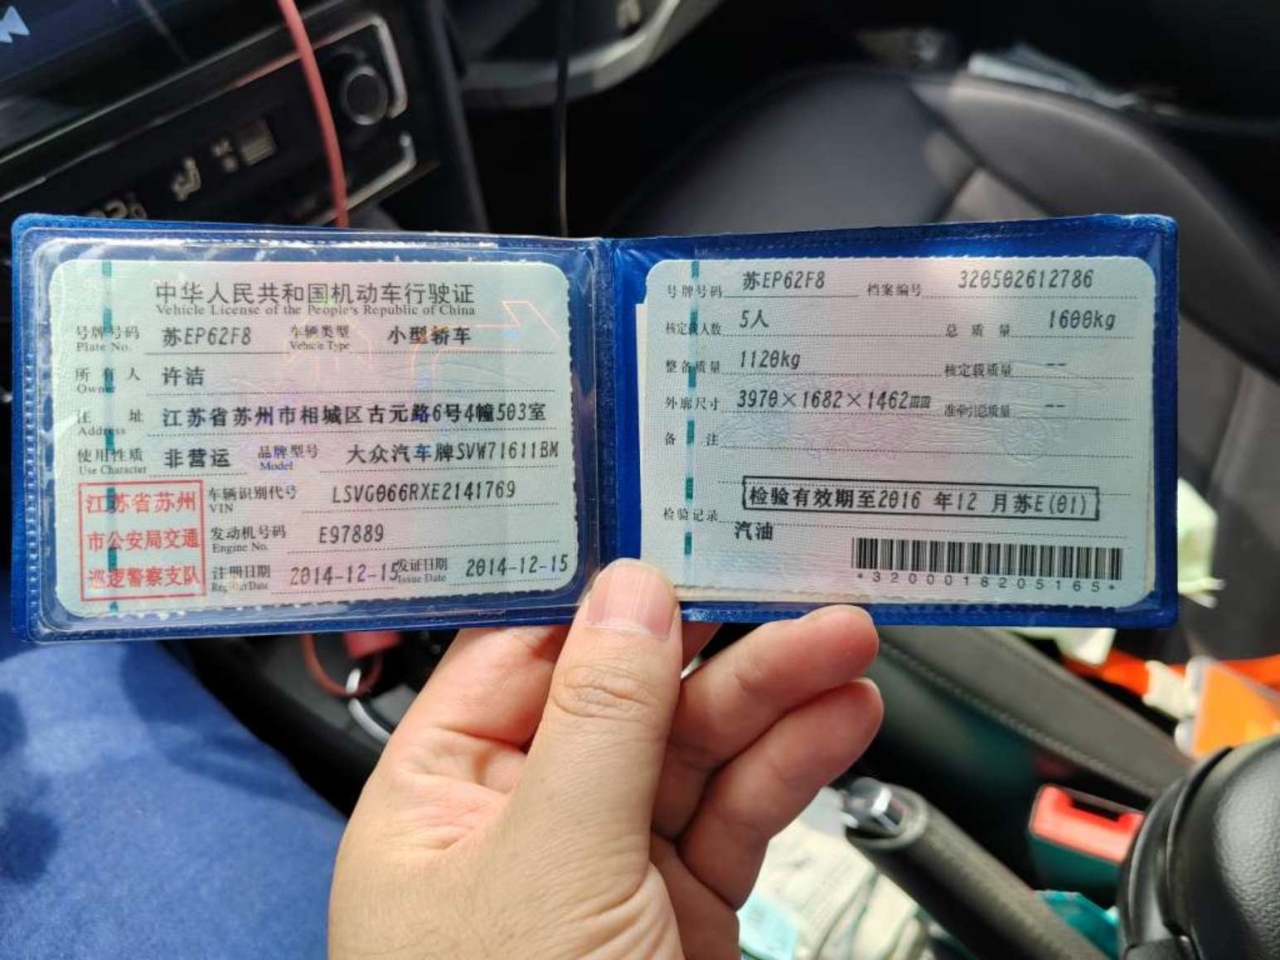 中华人民共和国机动车行驶证
Vehicle License of the People's Republic of China
号牌号码 苏EP62F8 车辆类型 小型轿车
Plate No. Vehicle Type
所有人 许洁
Owner
住址 江苏省苏州市相城区古元路6号4幢503室
Address
使用性质 非营运 品牌型号 大众汽车牌SVW71611BM
Use Character Model
江苏省苏州
市公安局交通
巡逻警察支队
车辆识别代号 LSVG066RXE2141769
VIN
发动机号码 E97889
Engine No.
注册日期 2014-12-15 发证日期 2014-12-15
Register Date Issue Date
号牌号码 苏EP62F8 档案编号 320502612786
核定载人数 5人 总质量 1600kg
整备质量 1120kg 核定载质量 --
外廓尺寸 3970×1682×1462mm 准牵引总质量 --
备注
检验有效期至2016年12月苏E(01)
检验记录
汽油
*3200018205165*